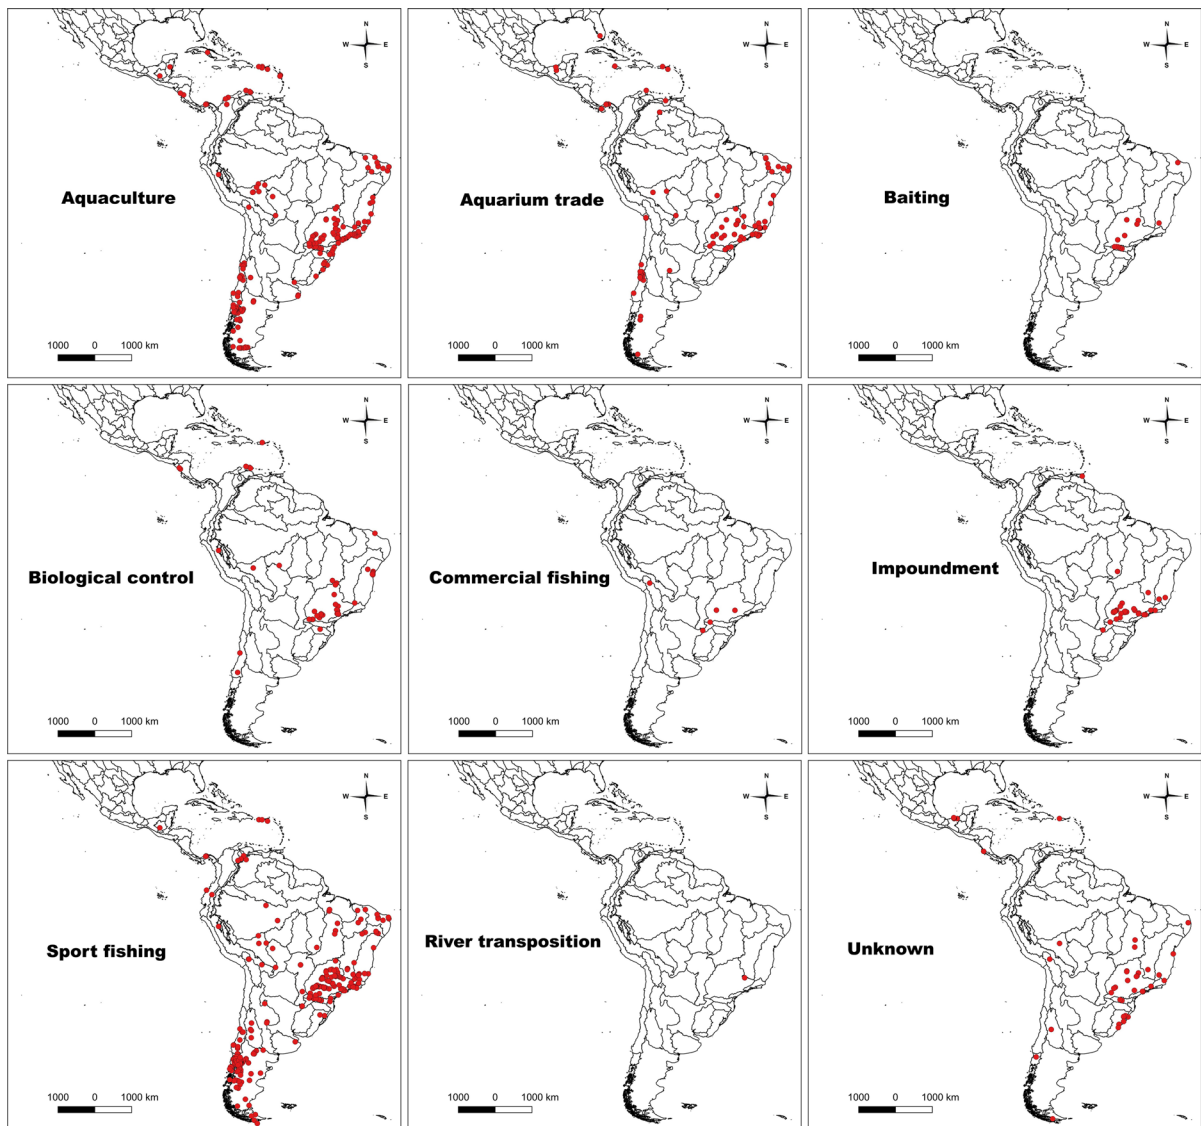 N
W E
S
Aquaculture
1000 0 1000 km
N
W E
S
Aquarium trade
1000 0 1000 km
N
W E
S
Baiting
1000 0 1000 km
N
W E
S
Biological control
1000 0 1000 km
N
W E
S
Commercial fishing
1000 0 1000 km
N
W E
S
Impoundment
1000 0 1000 km
N
W E
S
Sport fishing
1000 0 1000 km
N
W E
S
River transposition
1000 0 1000 km
N
W E
S
Unknown
1000 0 1000 km